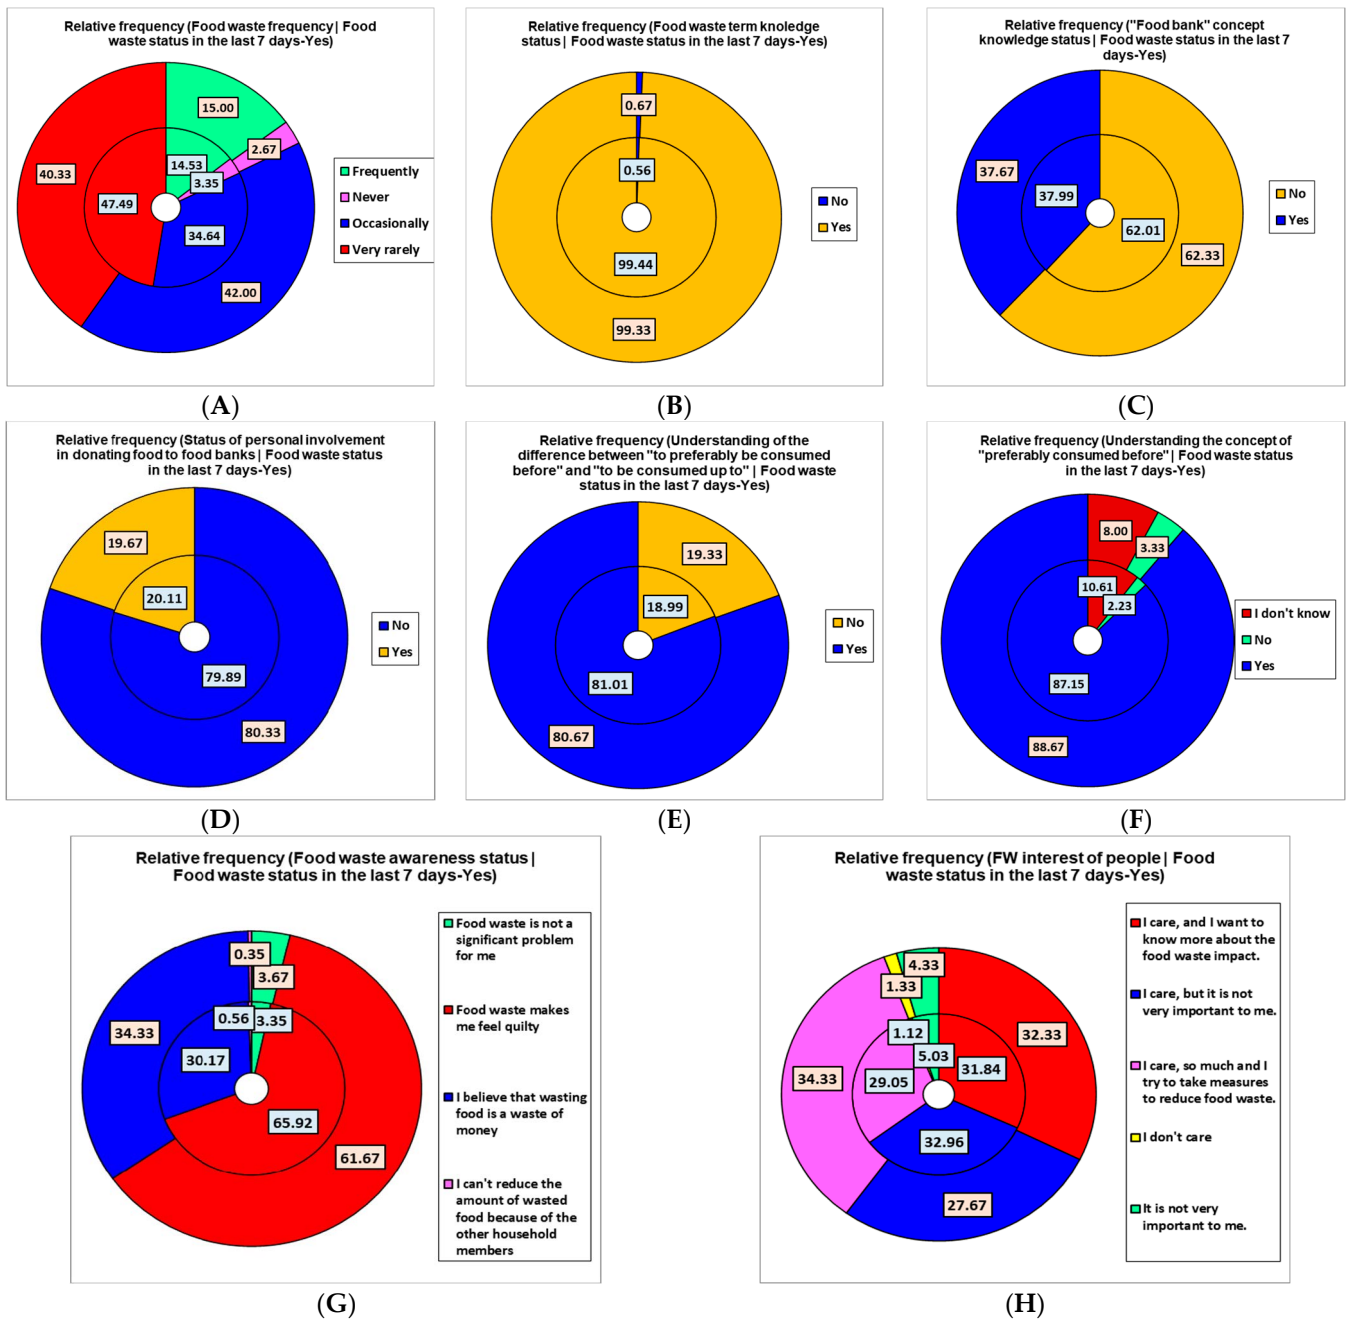 Relative frequency (Food waste frequency | Food
waste status in the last 7 days-Yes)
15.00
2.67
14.53
3.35
40.33
47.49
34.64
42.00
Frequently
Never
Occasionally
Very rarely
(A)
Relative frequency (Food waste term knoledge
status | Food waste status in the last 7 days-Yes)
0.67
0.56
99.44
99.33
No
Yes
(B)
Relative frequency ("Food bank" concept
knowledge status | Food waste status in the last 7
days-Yes)
37.67
37.99
62.01
62.33
No
Yes
(C)
Relative frequency (Status of personal involvement
in donating food to food banks | Food waste status
in the last 7 days-Yes)
19.67
20.11
79.89
80.33
No
Yes
(D)
Relative frequency (Understanding of the
difference between "to preferably be consumed
before" and "to be consumed up to" | Food waste
status in the last 7 days-Yes)
19.33
18.99
81.01
80.67
No
Yes
(E)
Relative frequency (Understanding the concept of
"preferably consumed before" | Food waste status
in the last 7 days-Yes)
8.00
3.33
10.61
2.23
87.15
88.67
I don't know
No
Yes
(F)
Relative frequency (Food waste awareness status |
Food waste status in the last 7 days-Yes)
0.35
3.67
0.56
3.35
34.33
30.17
65.92
61.67
Food waste is not a
significant problem
for me
Food waste makes
me feel quilty
I believe that wasting
food is a waste of
money
I can't reduce the
amount of wasted
food because of the
other household
members
(G)
Relative frequency (FW interest of people | Food
waste status in the last 7 days-Yes)
4.33
1.33
1.12
5.03
32.33
31.84
34.33
29.05
32.96
27.67
I care, and I want to
know more about the
food waste impact.
I care, but it is not
very important to me.
I care, so much and I
try to take measures
to reduce food waste.
I don't care
It is not very
important to me.
(H)